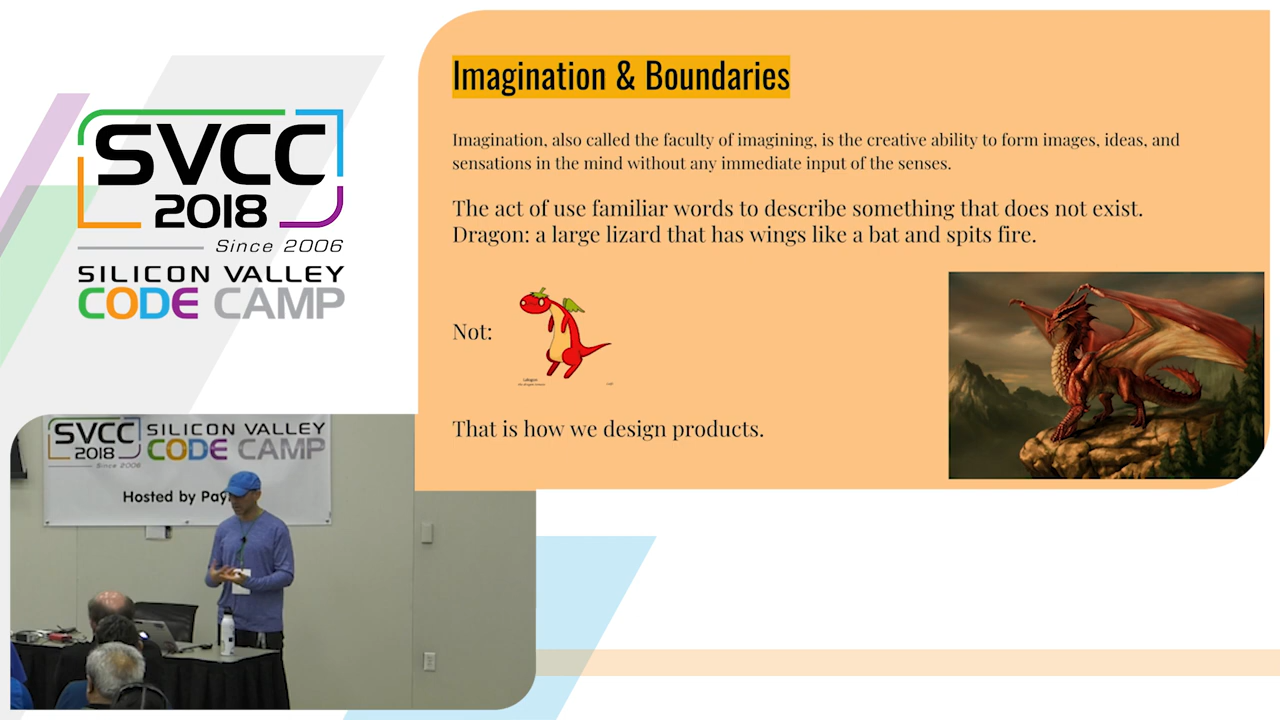 SVCC
2018
Since 2006
SILICON VALLEY
CODE CAMP
Imagination & Boundaries
Imagination, also called the faculty of imagining, is the creative ability to form images, ideas, and
sensations in the mind without any immediate input of the senses.
The act of use familiar words to describe something that does not exist.
Dragon: a large lizard that has wings like a bat and spits fire.
Not:
That is how we design products.
SVCC
2018
Since 2006
SILICON VALLEY
CODE CAMP
Hosted by